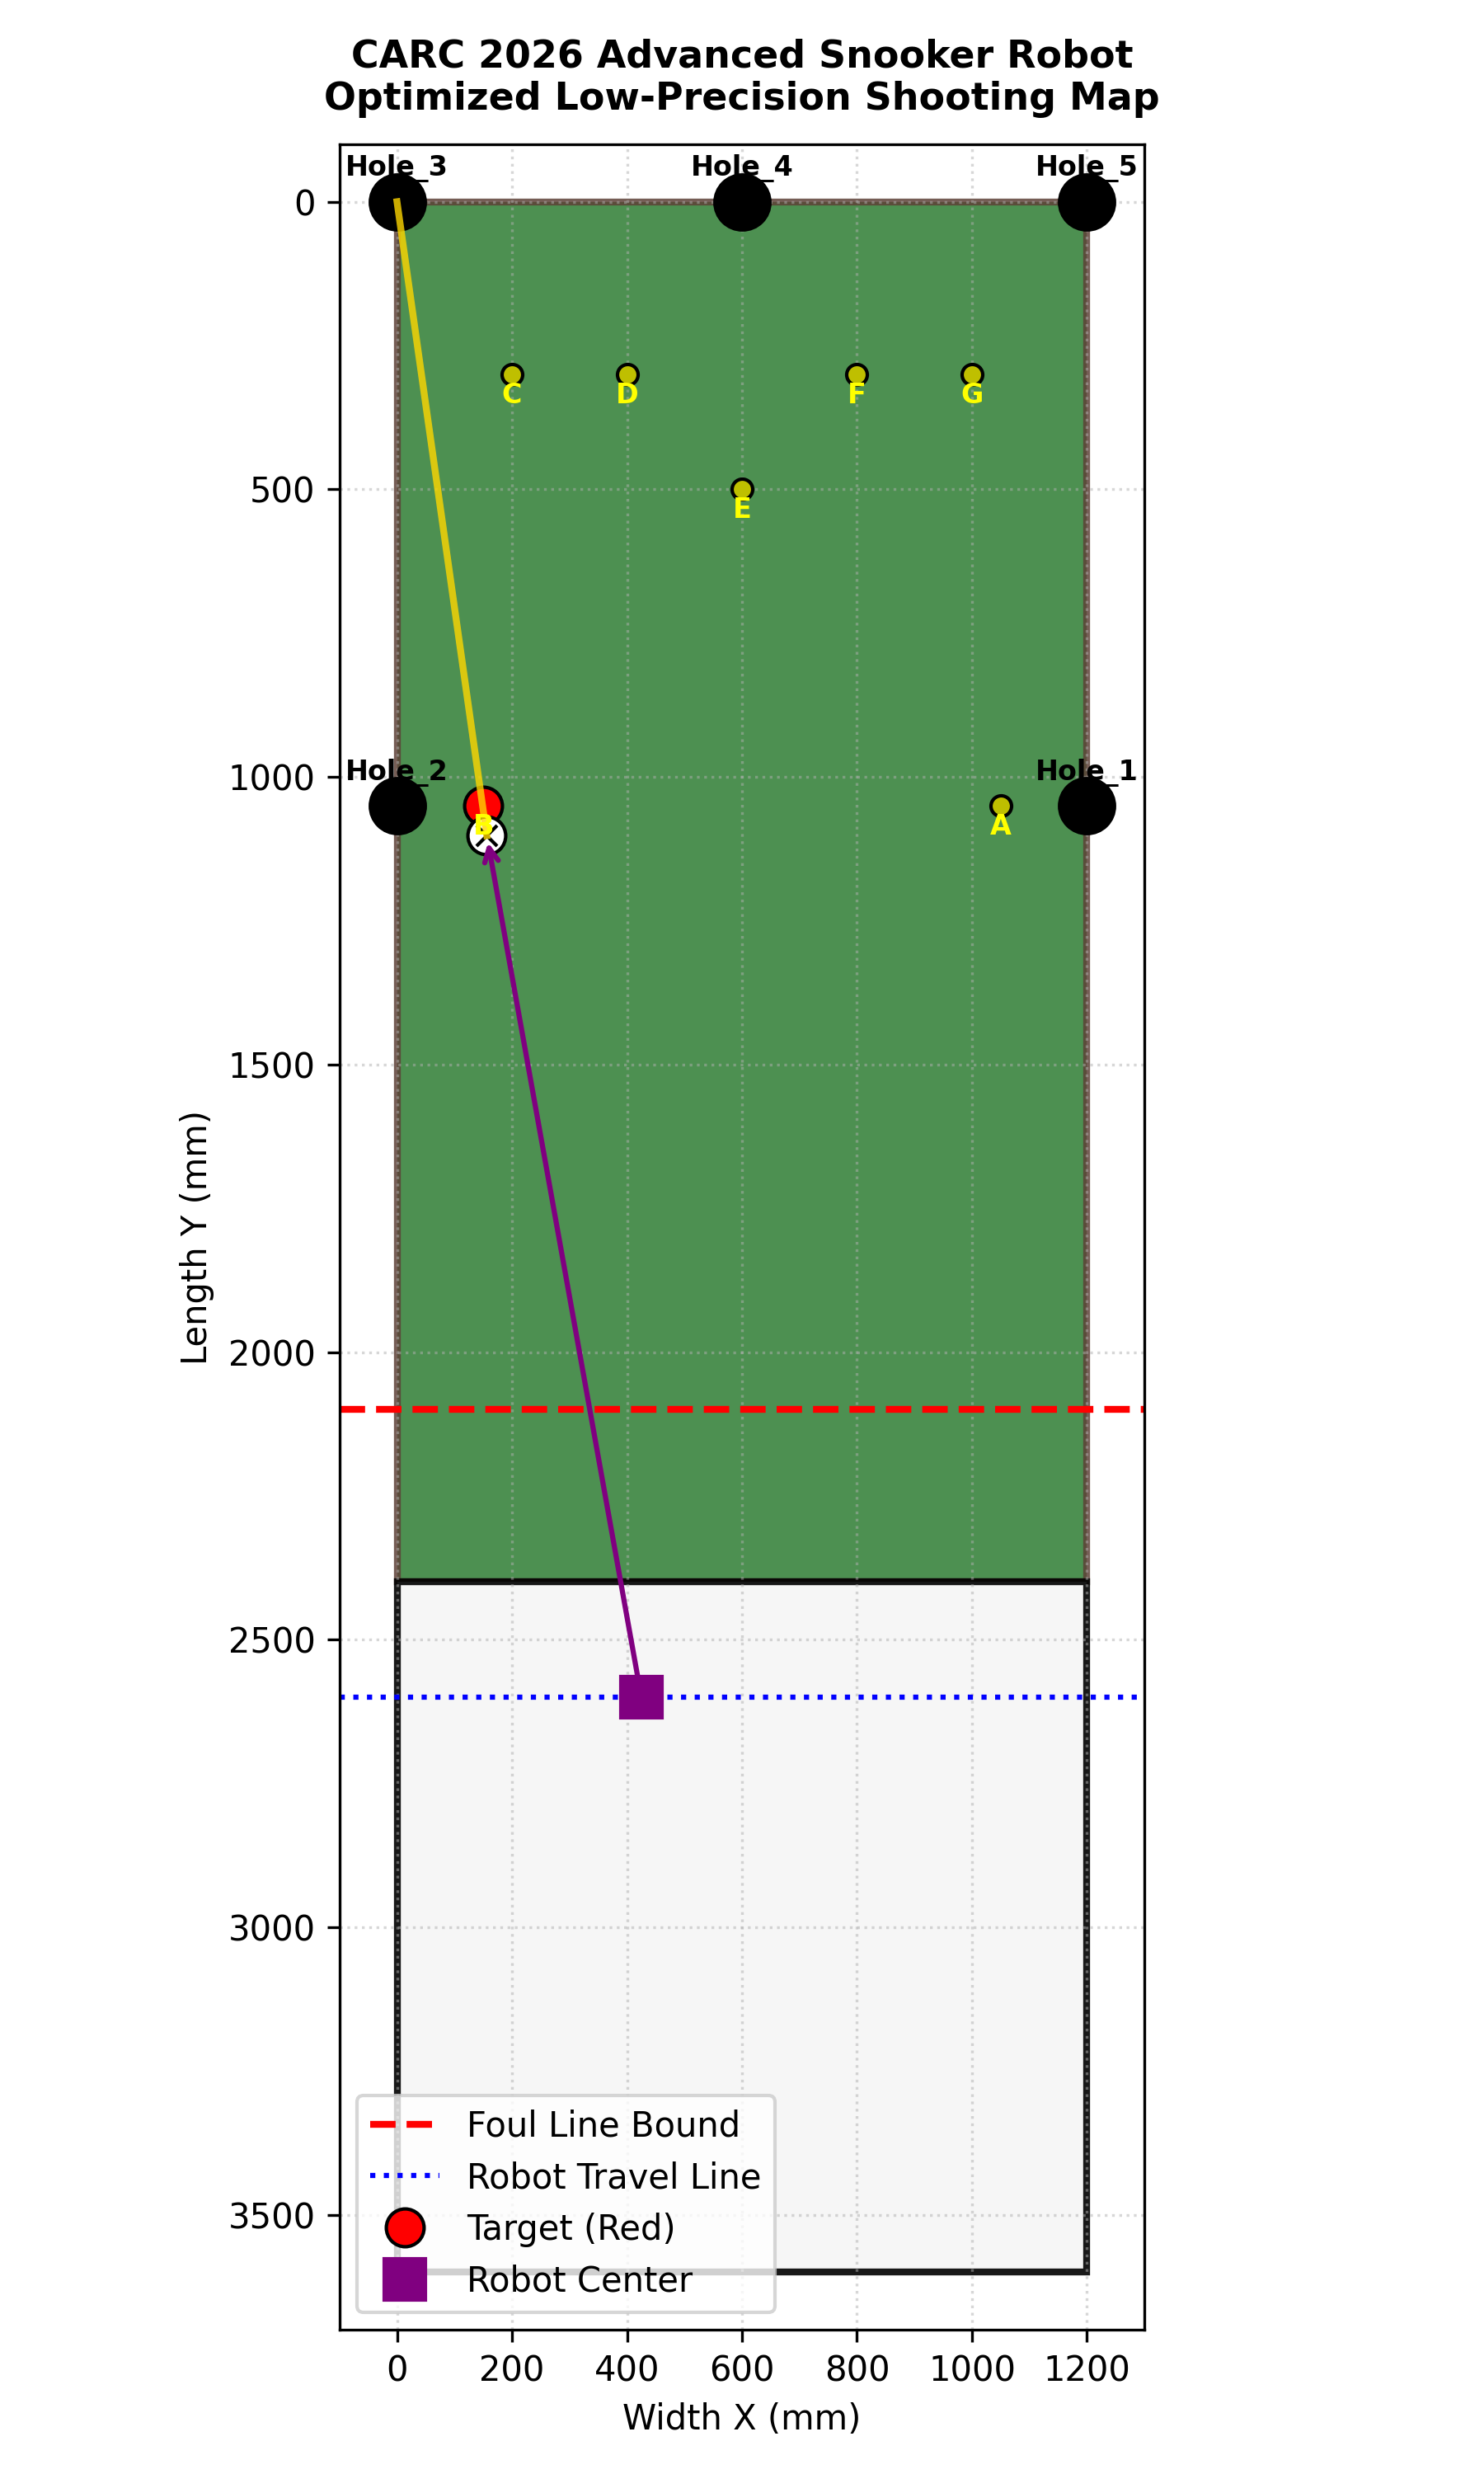 CARC 2026 Advanced Snooker Robot
Optimized Low-Precision Shooting Map
Hole_3
Hole_4
Hole_5
0
C
D
F
G
500
E
1000
Hole_2
Hole_1
B
A
1500
Length Y (mm)
2000
2500
3000
3500
Foul Line Bound
Robot Travel Line
Target (Red)
Robot Center
0
200
400
600
800
1000
1200
Width X (mm)